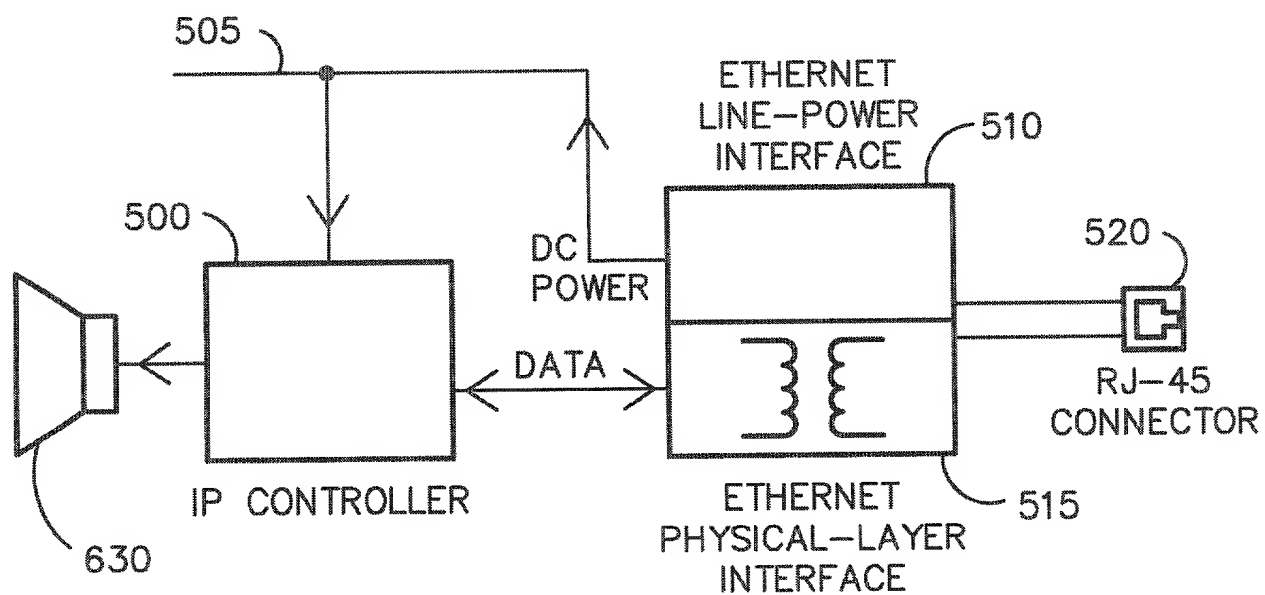 505
ETHERNET
LINE-POWER
INTERFACE
510
500
DC
POWER
520
DATA
RJ-45
CONNECTOR
IP CONTROLLER
ETHERNET
PHYSICAL-LAYER
INTERFACE
515
630